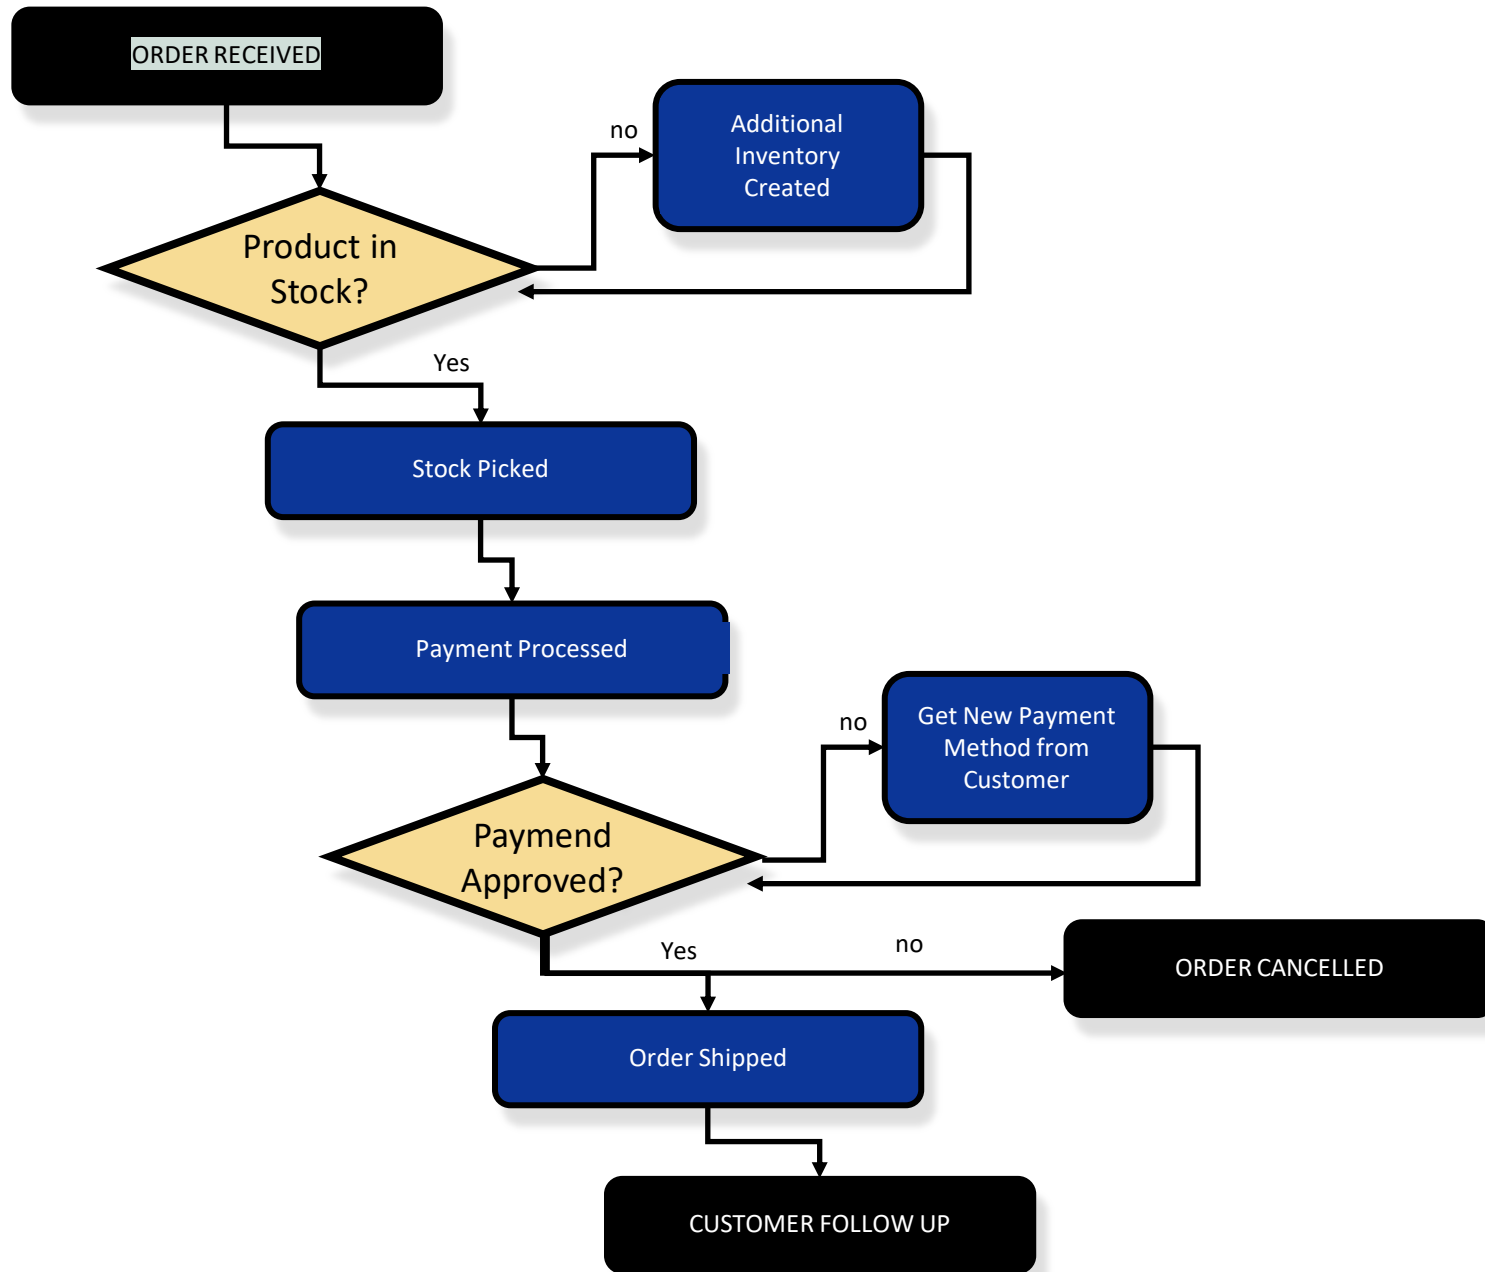 ORDER RECEIVED
no
Additional
Inventory
Created
Product in
Stock?
Yes
Stock Picked
Payment Processed
no
Get New Payment
Method from
Customer
Paymend
Approved?
Yes
no
ORDER CANCELLED
Order Shipped
CUSTOMER FOLLOW UP